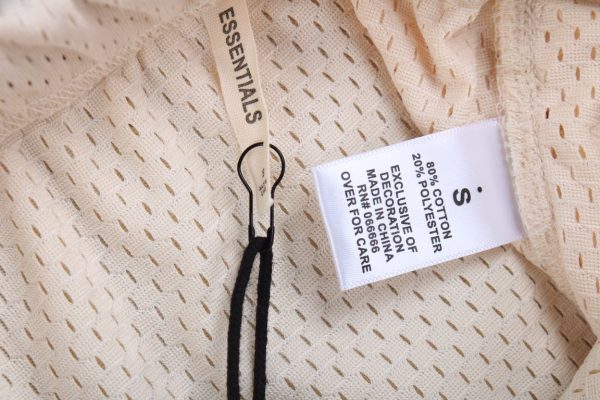 ESSENTIALS
S
80% COTTON
20% POLYESTER
EXCLUSIVE OF
DECORATION
MADE IN CHINA
RN# 066666
OVER FOR CARE